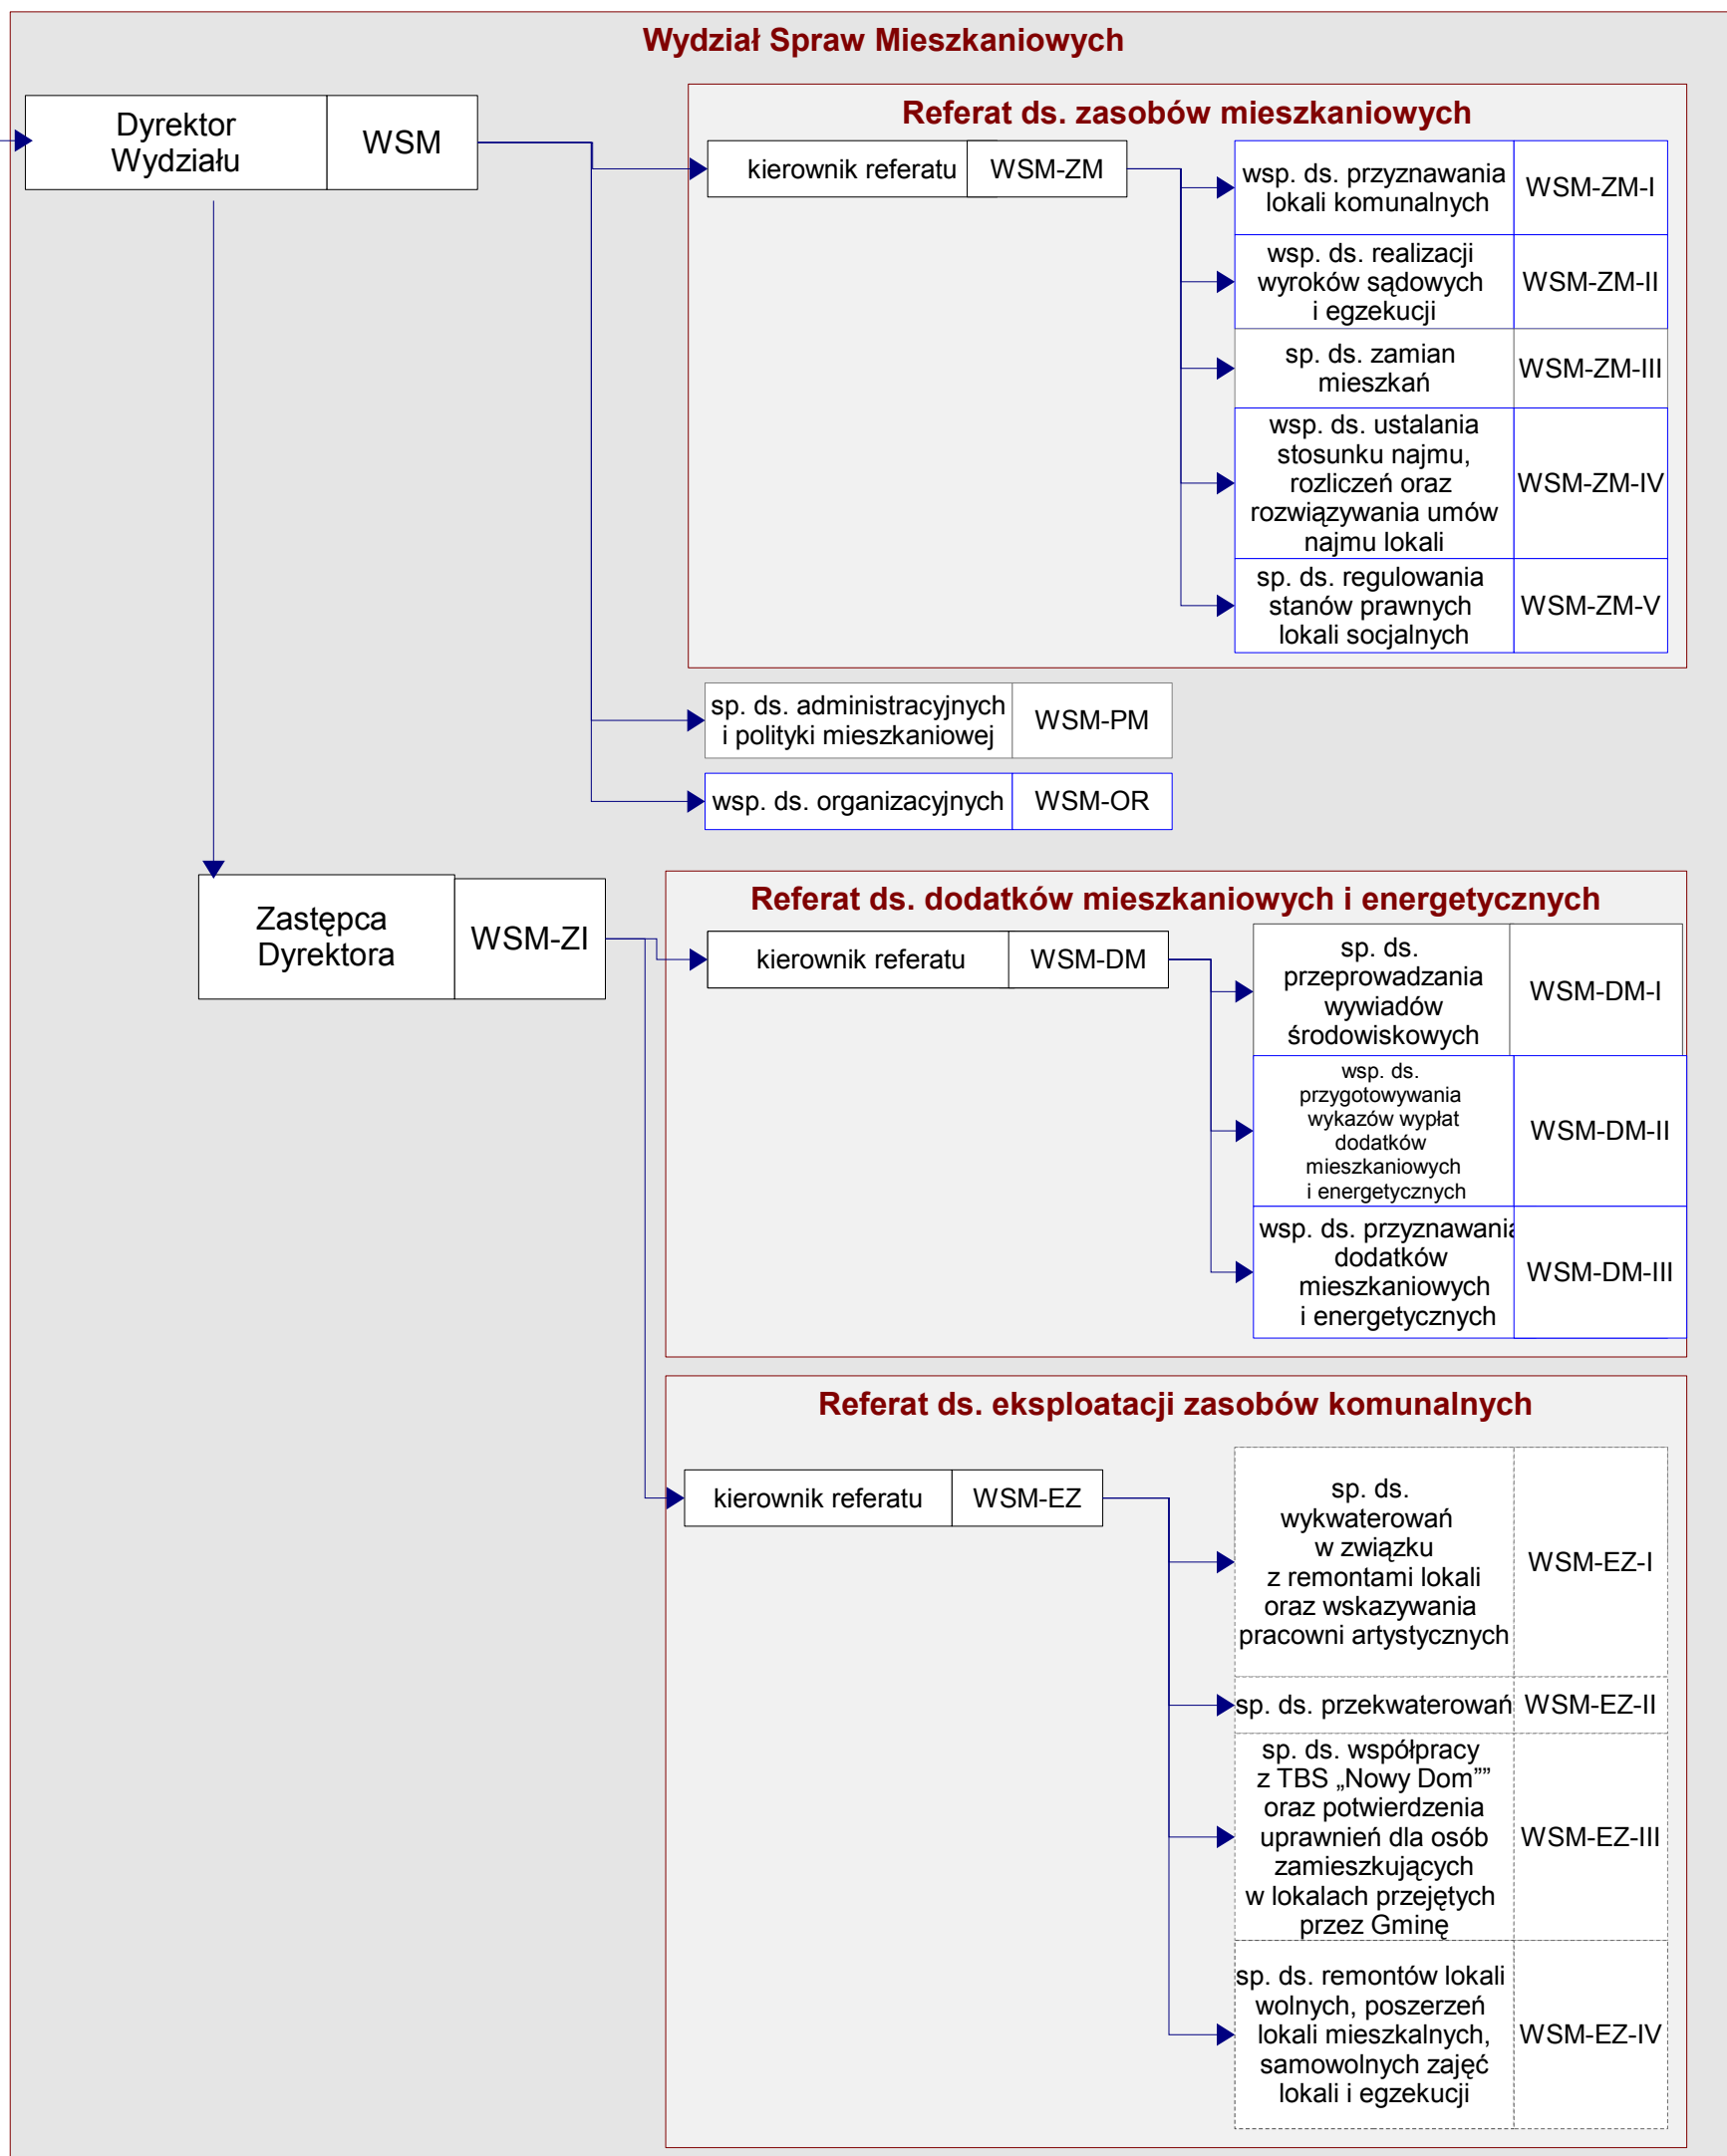 Wydział Spraw Mieszkaniowych
Dyrektor
Wydziału
WSM
Referat ds. zasobów mieszkaniowych
kierownik referatu
WSM-ZM
wsp. ds. przyznawania
lokali komunalnych
WSM-ZM-I
wsp. ds. realizacji
wyroków sądowych
i egzekucji
WSM-ZM-II
sp. ds. zamian
mieszkań
WSM-ZM-III
wsp. ds. ustalania
stosunku najmu,
rozliczeń oraz
rozwiązywania umów
najmu lokali
WSM-ZM-IV
sp. ds. regulowania
stanów prawnych
lokali socjalnych
WSM-ZM-V
sp. ds. administracyjnych
i polityki mieszkaniowej
WSM-PM
wsp. ds. organizacyjnych
WSM-OR
Zastępca
Dyrektora
WSM-ZI
Referat ds. dodatków mieszkaniowych i energetycznych
kierownik referatu
WSM-DM
sp. ds.
przeprowadzania
wywiadów
środowiskowych
WSM-DM-I
wsp. ds.
przygotowywania
wykazów wypłat
dodatków
mieszkaniowych
i energetycznych
WSM-DM-II
wsp. ds. przyznawania
dodatków
mieszkaniowych
i energetycznych
WSM-DM-III
Referat ds. eksploatacji zasobów komunalnych
kierownik referatu
WSM-EZ
sp. ds.
wykwaterowań
w związku
z remontami lokali
oraz wskazywania
pracowni artystycznych
WSM-EZ-I
sp. ds. przekwaterowań
WSM-EZ-II
sp. ds. współpracy
z TBS „Nowy Dom””
oraz potwierdzenia
uprawnień dla osób
zamieszkujących
w lokalach przejętych
przez Gminę
WSM-EZ-III
sp. ds. remontów lokali
wolnych, poszerzeń
lokali mieszkalnych,
samowolnych zajęć
lokali i egzekucji
WSM-EZ-IV